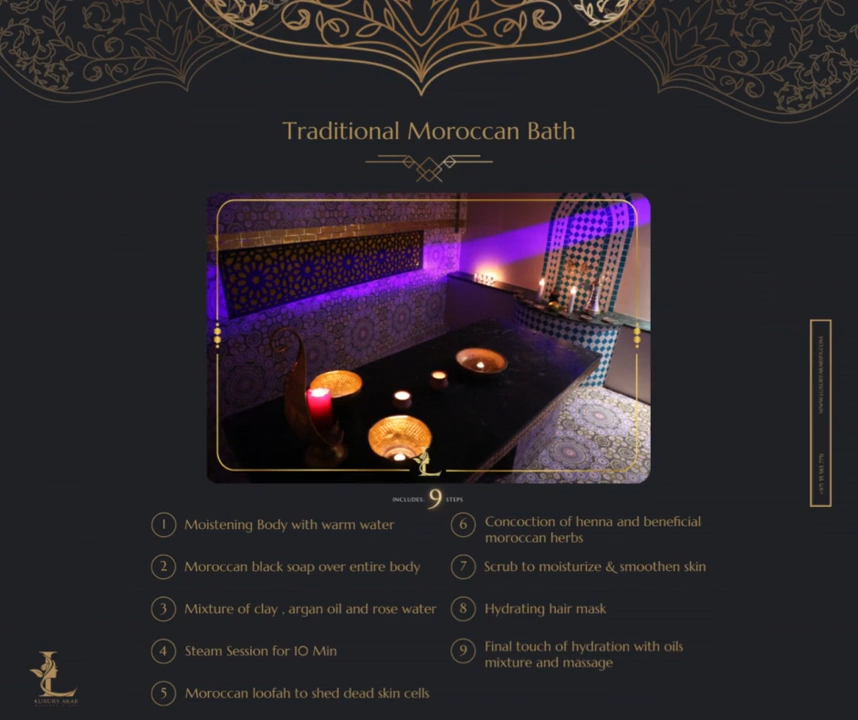 Traditional Moroccan Bath
INCLUDES: 9 STEPS
1 Moistening Body with warm water
2 Moroccan black soap over entire body
3 Mixture of clay , argan oil and rose water
4 Steam Session for 10 Min
5 Moroccan loofah to shed dead skin cells
6 Concoction of henna and beneficial
moroccan herbs
7 Scrub to moisturize & smoothen skin
8 Hydrating hair mask
9 Final touch of hydration with oils
mixture and massage
L
LUXURY ARAB